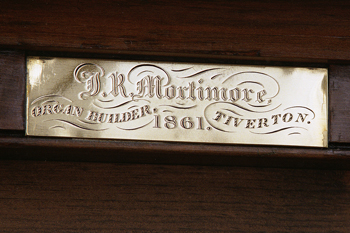 J. R. Mortimore
ORGAN BUILDER. 1861. TIVERTON.